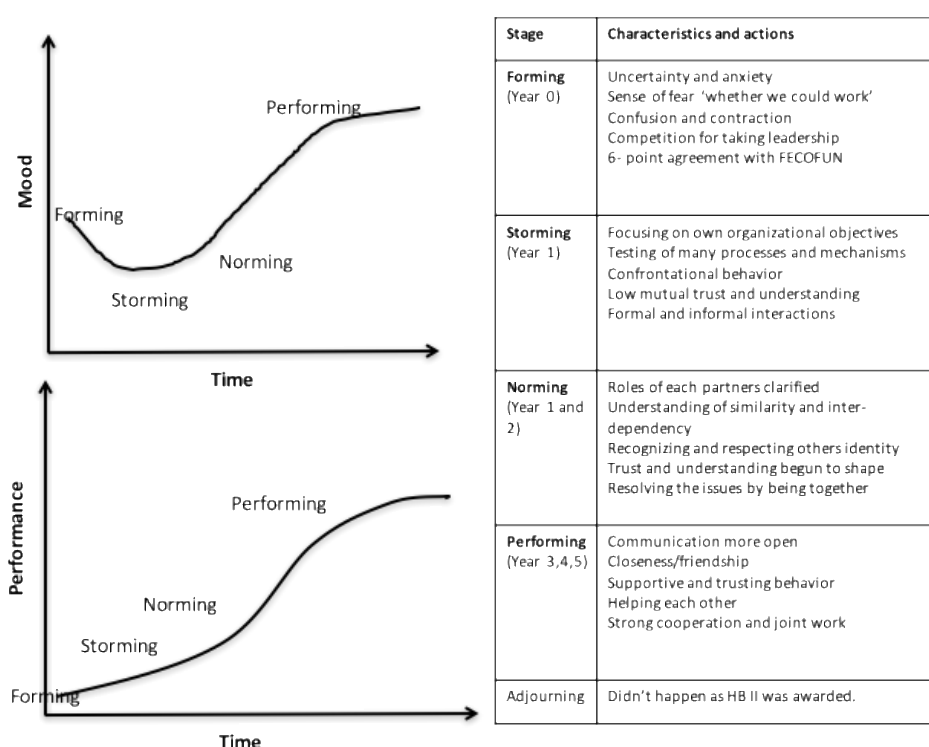 Performing
Mood
Forming
Norming
Storming
Time
Performing
Performance
Norming
Storming
Forming
Time
Stage Characteristics and actions
Forming Uncertainty and anxiety
(Year 0) Sense of fear ‘whether we could work’
Confusion and contraction
Competition for taking leadership
6- point agreement with FECOFUN
Storming Focusing on own organizational objectives
(Year 1) Testing of many processes and mechanisms
Confrontational behavior
Low mutual trust and understanding
Formal and informal interactions
Norming Roles of each partners clarified
(Year 1 and Understanding of similarity and inter-
2) dependency
Recognizing and respecting others identity
Trust and understanding begun to shape
Resolving the issues by being together
Performing Communication more open
(Year 3,4,5) Closeness/friendship
Supportive and trusting behavior
Helping each other
Strong cooperation and joint work
Adjourning Didn’t happen as HB II was awarded.